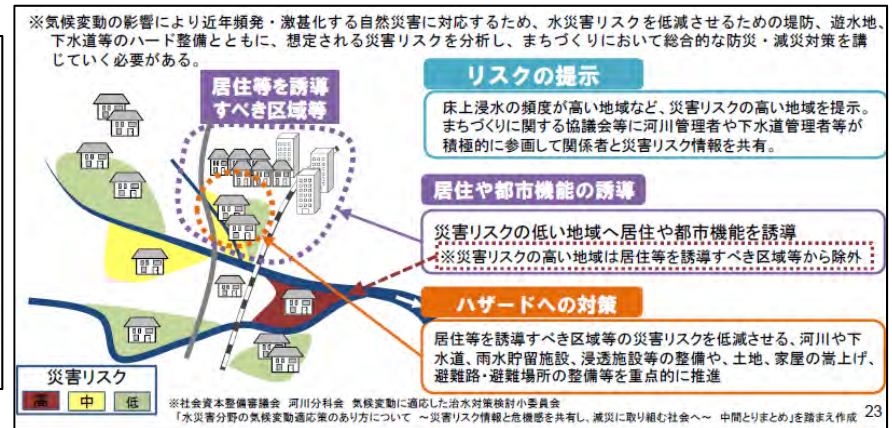 ※気候変動の影響により近年頻発・激甚化する自然災害に対応するため、水災害リスクを低減させるための堤防、遊水地、
下水道等のハード整備とともに、想定される災害リスクを分析し、まちづくりにおいて総合的な防災・減災対策を講
じていく必要がある。
居住等を誘導
すべき区域等
リスクの提示
床上浸水の頻度が高い地域など、災害リスクの高い地域を提示。
まちづくりに関する協議会等に河川管理者や下水道管理者等が
積極的に参画して関係者と災害リスク情報を共有。
居住や都市機能の誘導
災害リスクの低い地域へ居住や都市機能を誘導
※災害リスクの高い地域は居住等を誘導すべき区域等から除外
ハザードへの対策
居住等を誘導すべき区域等の災害リスクを低減させる、河川や下
水道、雨水貯留施設、浸透施設等の整備や、土地、家屋の嵩上げ、
避難路・避難場所の整備等を重点的に推進
災害リスク
高 中 低
※社会資本整備審議会 河川分科会 気候変動に適応した治水対策検討小委員会
「水災害分野の気候変動適応策のあり方について ～災害リスク情報と危機感を共有し、減災に取り組む社会へ～ 中間とりまとめ」を踏まえ作成
23